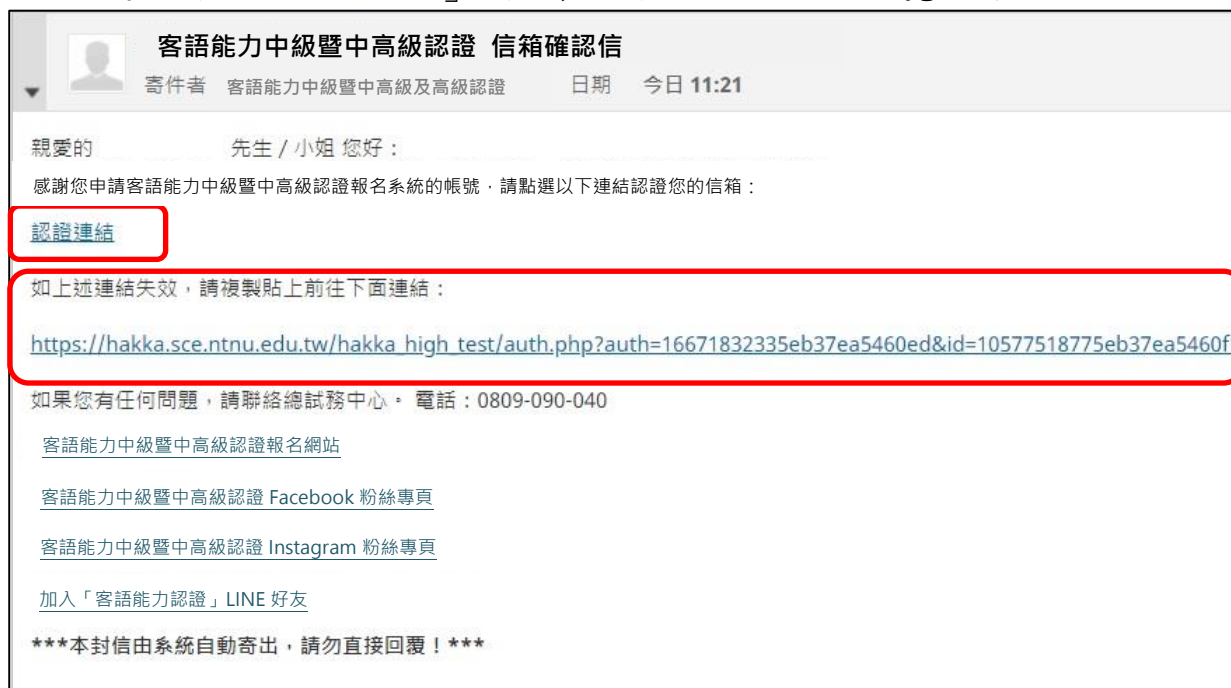 客語能力中級暨中高級認證 信箱確認信
寄件者 客語能力中級暨中高級及高級認證 日期 今日 11:21
親愛的 先生 / 小姐 您好：
感謝您申請客語能力中級暨中高級認證報名系統的帳號，請點選以下連結認證您的信箱：
認證連結
如上述連結失效，請複製貼上前往下面連結：
https://hakka.sce.ntnu.edu.tw/hakka_high_test/auth.php?auth=16671832335eb37ea5460ed&id=10577518775eb37ea5460f
如果您有任何問題，請聯絡總試務中心。 電話：0809-090-040
客語能力中級暨中高級認證報名網站
客語能力中級暨中高級認證 Facebook 粉絲專頁
客語能力中級暨中高級認證 Instagram 粉絲專頁
加入「客語能力認證」LINE 好友
***本封信由系統自動寄出，請勿直接回覆！***